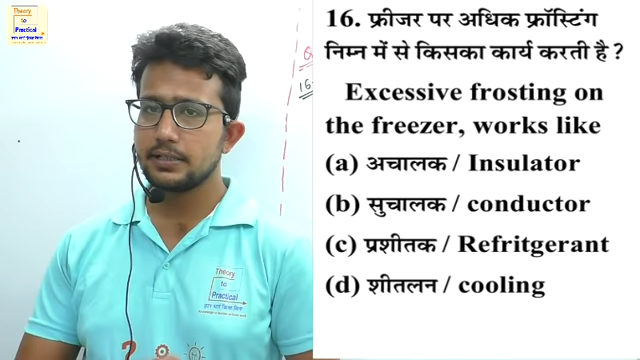 Theory
to
Practical
16. फ्रीजर पर अधिक फ्रॉस्टिंग
निम्न में से किसका कार्य करती है ?
Excessive frosting on
the freezer, works like
(a) अचालक / Insulator
(b) सुचालक / conductor
(c) प्रशीतक / Refritgerant
(d) शीतलन / cooling
Theory
to
Practical